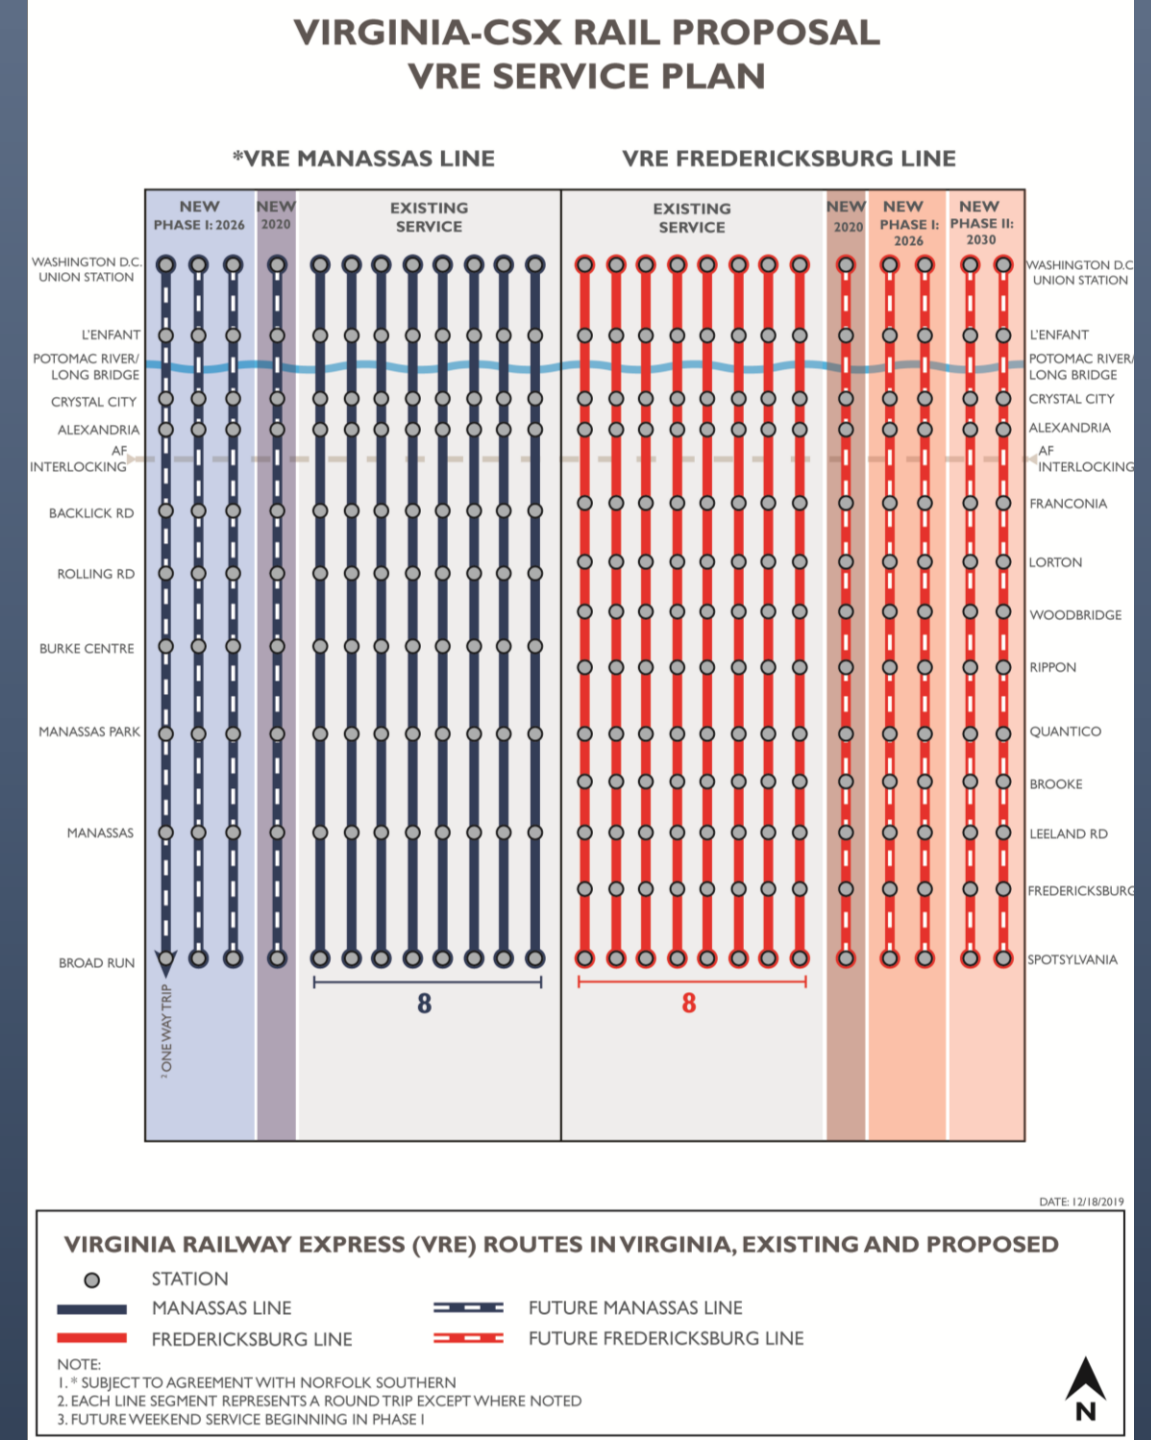 VIRGINIA-CSX RAIL PROPOSAL
VRE SERVICE PLAN
*VRE MANASSAS LINE
VRE FREDERICKSBURG LINE
NEW
PHASE I: 2026
NEW
2020
EXISTING
SERVICE
EXISTING
SERVICE
NEW
2020
NEW
PHASE I:
2026
NEW
PHASE II:
2030
WASHINGTON D.C.
UNION STATION
L'ENFANT
POTOMAC RIVER/
LONG BRIDGE
CRYSTAL CITY
ALEXANDRIA
AF
INTERLOCKING
BACKLICK RD
ROLLING RD
BURKE CENTRE
MANASSAS PARK
MANASSAS
BROAD RUN
WASHINGTON D.C
UNION STATION
L'ENFANT
POTOMAC RIVER/
LONG BRIDGE
CRYSTAL CITY
ALEXANDRIA
AF
INTERLOCKING
FRANCONIA
LORTON
WOODBRIDGE
RIPPON
QUANTICO
BROOKE
LEELAND RD
FREDERICKSBURG
SPOTSYLVANIA
2 ONE WAY TRIP
8
8
DATE: 12/18/2019
VIRGINIA RAILWAY EXPRESS (VRE) ROUTES IN VIRGINIA, EXISTING AND PROPOSED
STATION
MANASSAS LINE
FUTURE MANASSAS LINE
FREDERICKSBURG LINE
FUTURE FREDERICKSBURG LINE
NOTE:
1. * SUBJECT TO AGREEMENT WITH NORFOLK SOUTHERN
2. EACH LINE SEGMENT REPRESENTS A ROUND TRIP EXCEPT WHERE NOTED
3. FUTURE WEEKEND SERVICE BEGINNING IN PHASE I
N